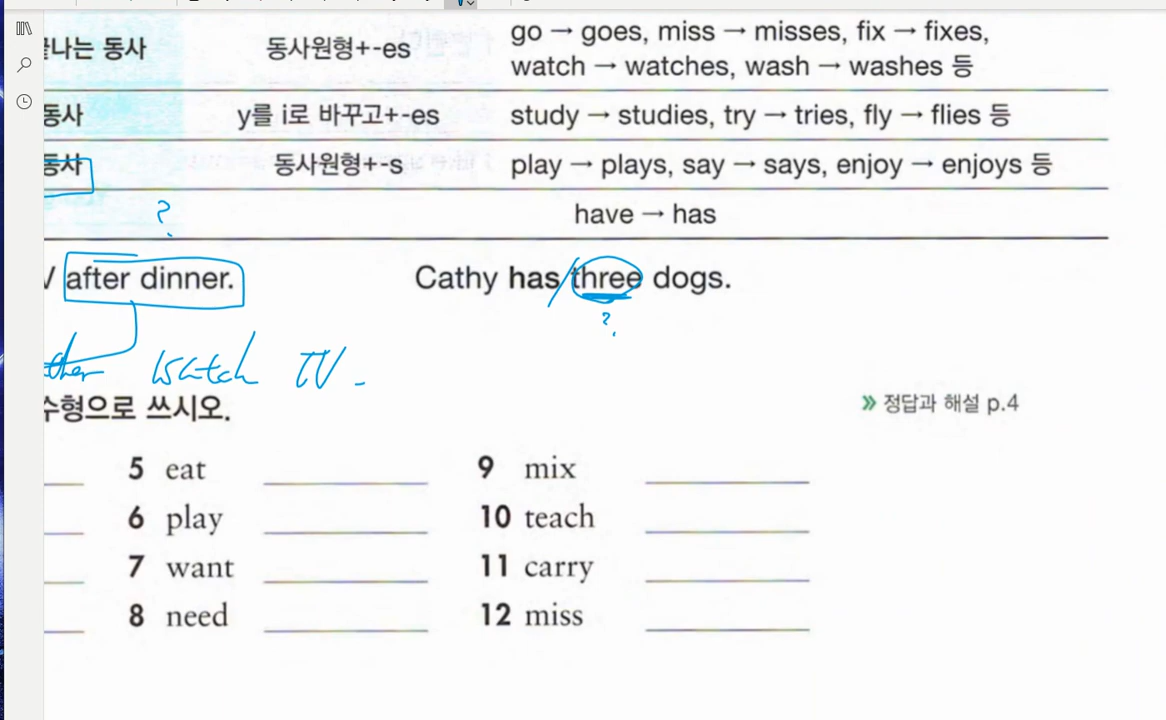 go → goes, miss → misses, fix → fixes,
끝나는 동사 동사원형+-es
watch → watches, wash → washes 등
동사 y를 i로 바꾸고+-es study → studies, try → tries, fly → flies 등
동사 동사원형+-s play → plays, say → says, enjoy → enjoys 등
?
have → has
V after dinner. Cathy has three dogs.
?
watch TV.
수형으로 쓰시오. » 정답과 해설 p.4
5 eat 9 mix
6 play 10 teach
7 want 11 carry
8 need 12 miss